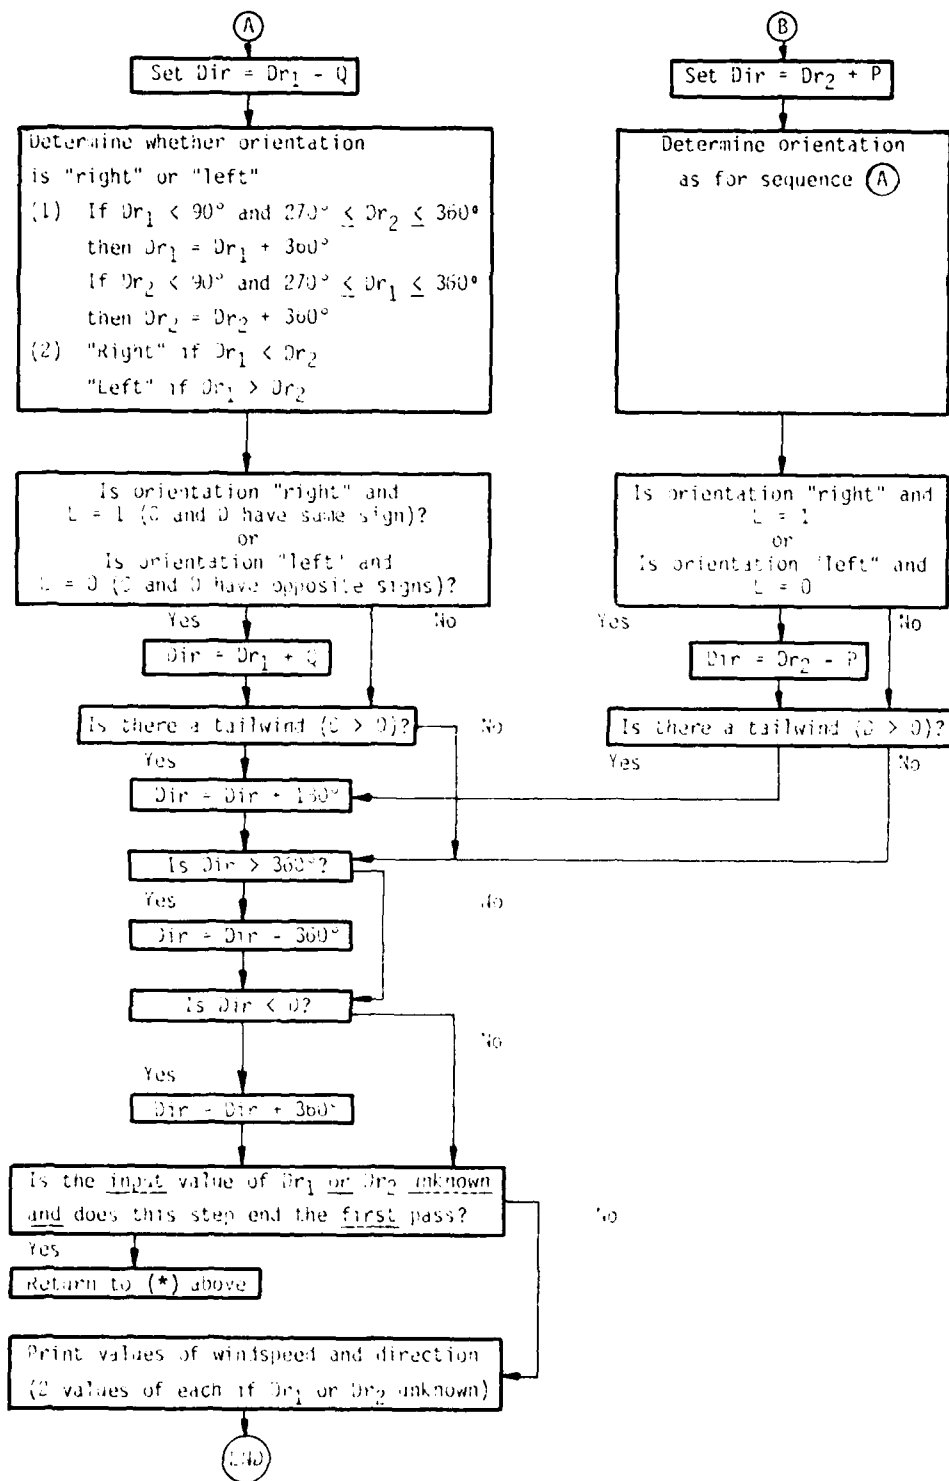 A
Set Dir = Dr1 - Q
Determine whether orientation
is "right" or "left"
(1) If Dr1 < 90° and 270° ≤ Dr2 ≤ 360°
then Dr1 = Dr1 + 360°
If Dr2 < 90° and 270° ≤ Dr1 ≤ 360°
then Dr2 = Dr2 + 360°
(2) "Right" if Dr1 < Dr2
"Left" if Dr1 > Dr2
Is orientation "right" and
L = 1 (C and D have same sign)?
or
Is orientation "left" and
L = 0 (C and D have opposite signs)?
Yes
No
Dir = Dr1 + Q
Is there a tailwind (C > 0)?
No
Yes
Dir = Dir + 180°
Is Dir > 360°?
Yes
No
Dir = Dir - 360°
Is Dir < 0?
No
Yes
Dir = Dir + 360°
Is the input value of Dr1 or Dr2 unknown
and does this step end the first pass?
No
Yes
Return to (*) above
Print values of windspeed and direction
(2 values of each if Dr1 or Dr2 unknown)
END
B
Set Dir = Dr2 + P
Determine orientation
as for sequence A
Is orientation "right" and
L = 1
or
Is orientation "left" and
L = 0
Yes
No
Dir = Dr2 - P
Is there a tailwind (D > 0)?
Yes
No